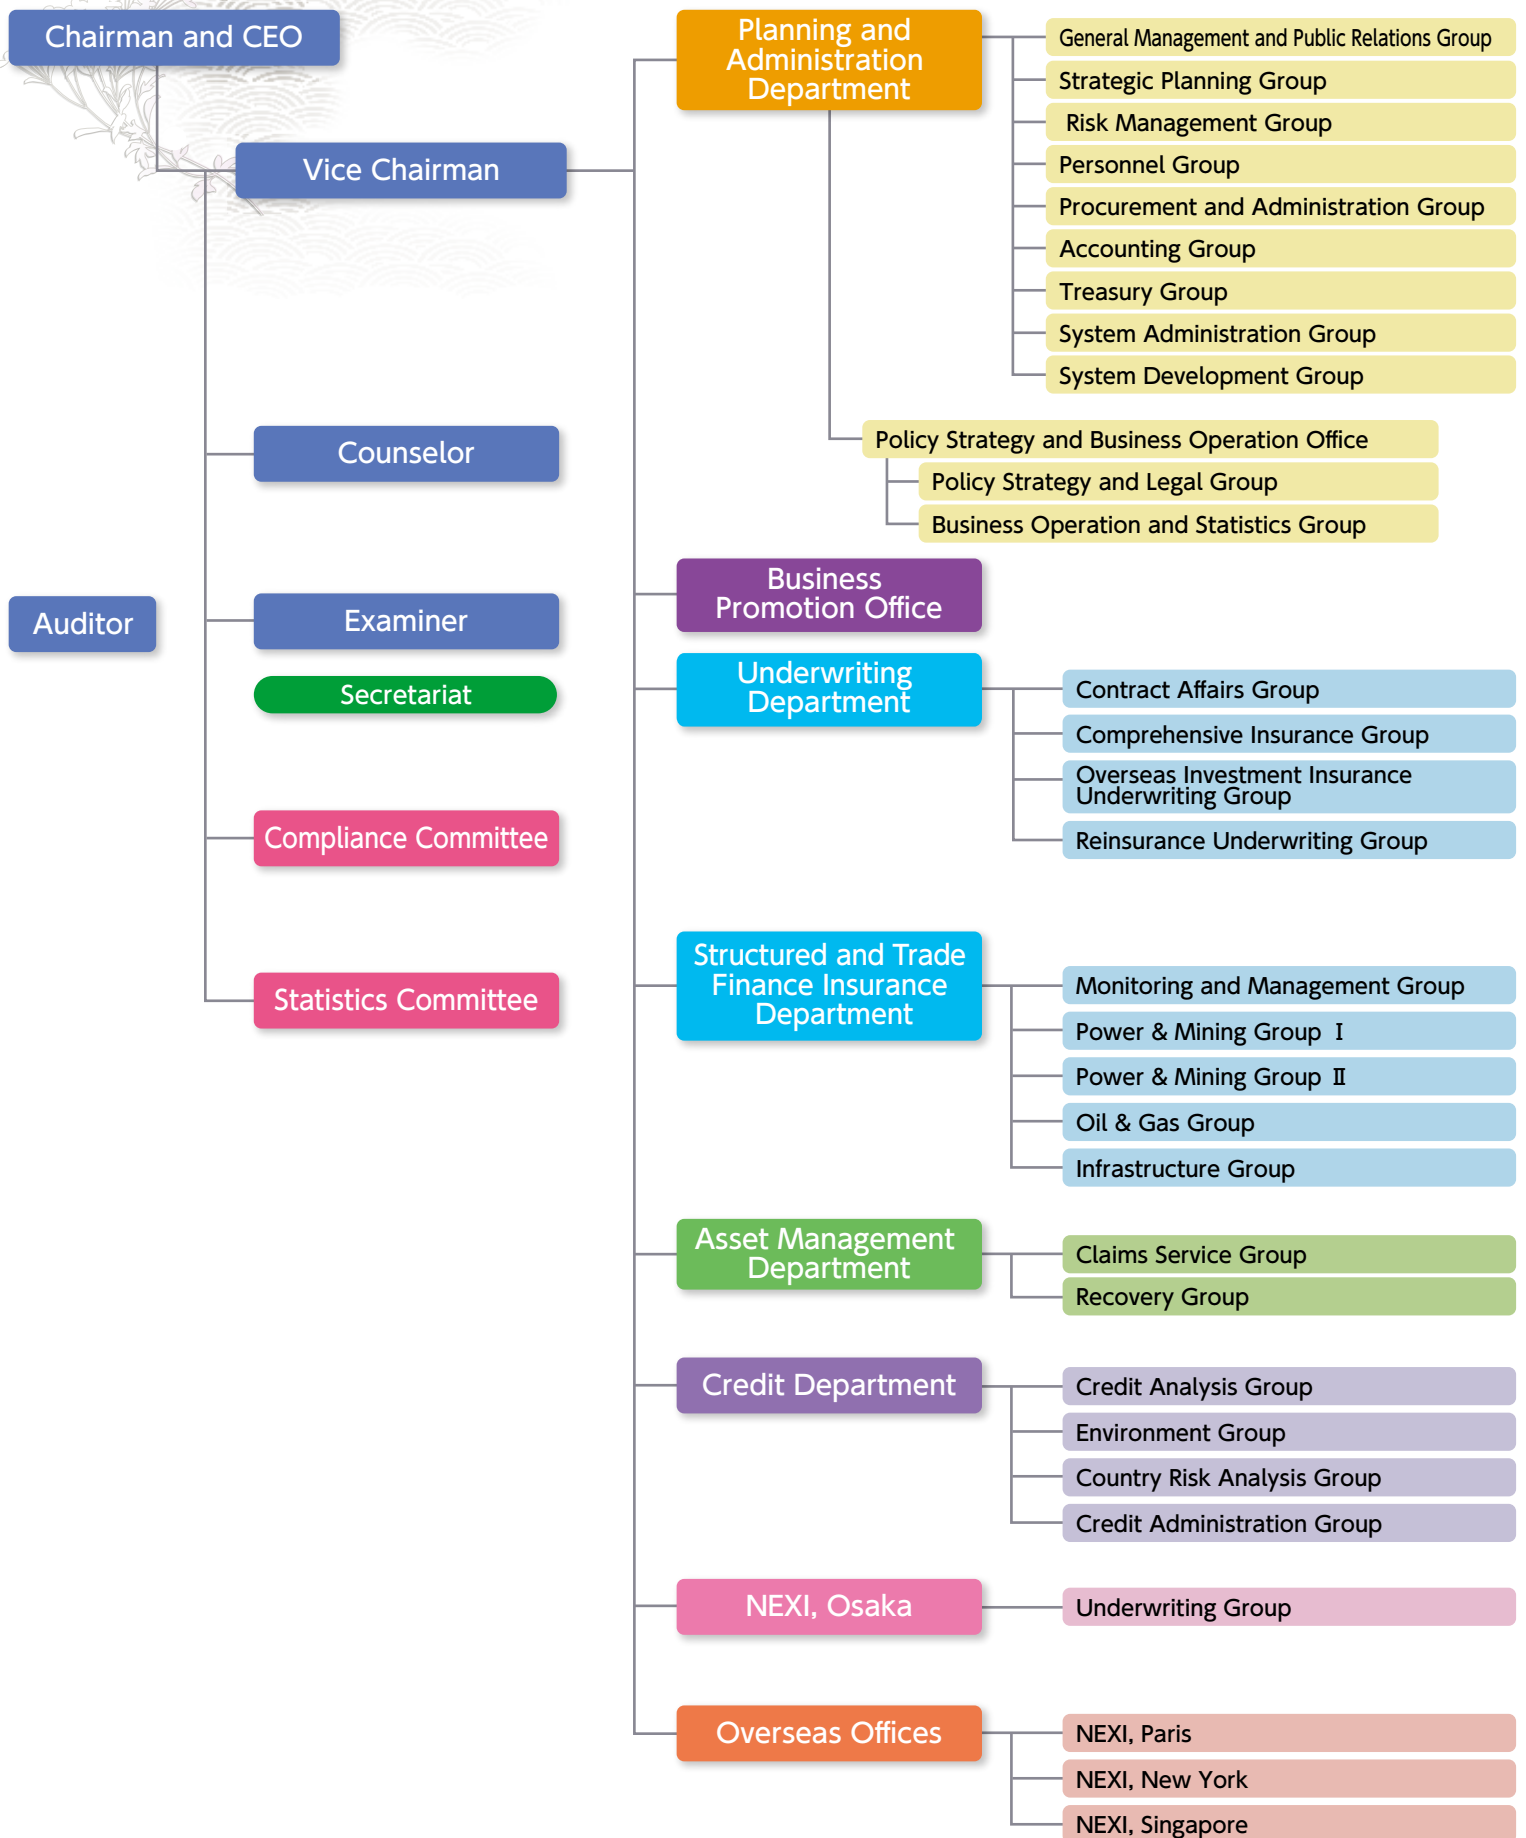 Chairman and CEO
Vice Chairman
Counselor
Auditor
Examiner
Secretariat
Compliance Committee
Statistics Committee
Planning and
Administration
Department
General Management and Public Relations Group
Strategic Planning Group
Risk Management Group
Personnel Group
Procurement and Administration Group
Accounting Group
Treasury Group
System Administration Group
System Development Group
Policy Strategy and Business Operation Office
Policy Strategy and Legal Group
Business Operation and Statistics Group
Business
Promotion Office
Underwriting
Department
Contract Affairs Group
Comprehensive Insurance Group
Overseas Investment Insurance
Underwriting Group
Reinsurance Underwriting Group
Structured and Trade
Finance Insurance
Department
Monitoring and Management Group
Power & Mining Group Ⅰ
Power & Mining Group Ⅱ
Oil & Gas Group
Infrastructure Group
Asset Management
Department
Claims Service Group
Recovery Group
Credit Department
Credit Analysis Group
Environment Group
Country Risk Analysis Group
Credit Administration Group
NEXI, Osaka
Underwriting Group
Overseas Offices
NEXI, Paris
NEXI, New York
NEXI, Singapore